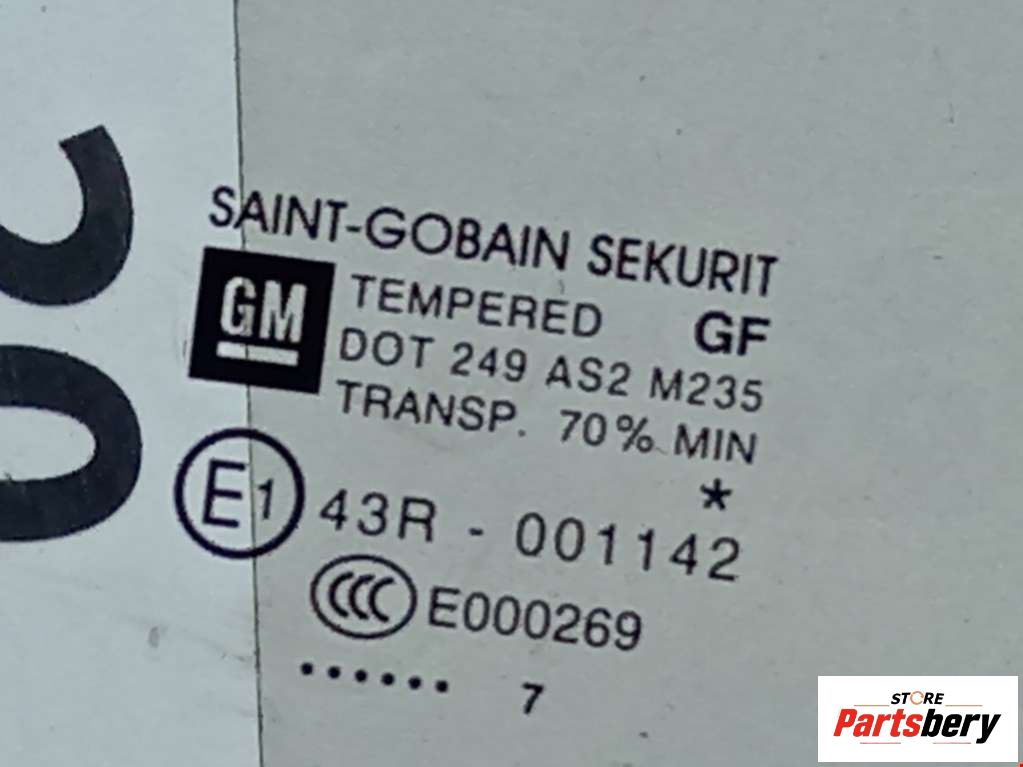 SAINT-GOBAIN SEKURIT
GM
TEMPERED GF
DOT 249 AS2 M235
TRANSP. 70% MIN
*
E1 43R - 001142
CCC E000269
...... 7
STORE
Partsbery